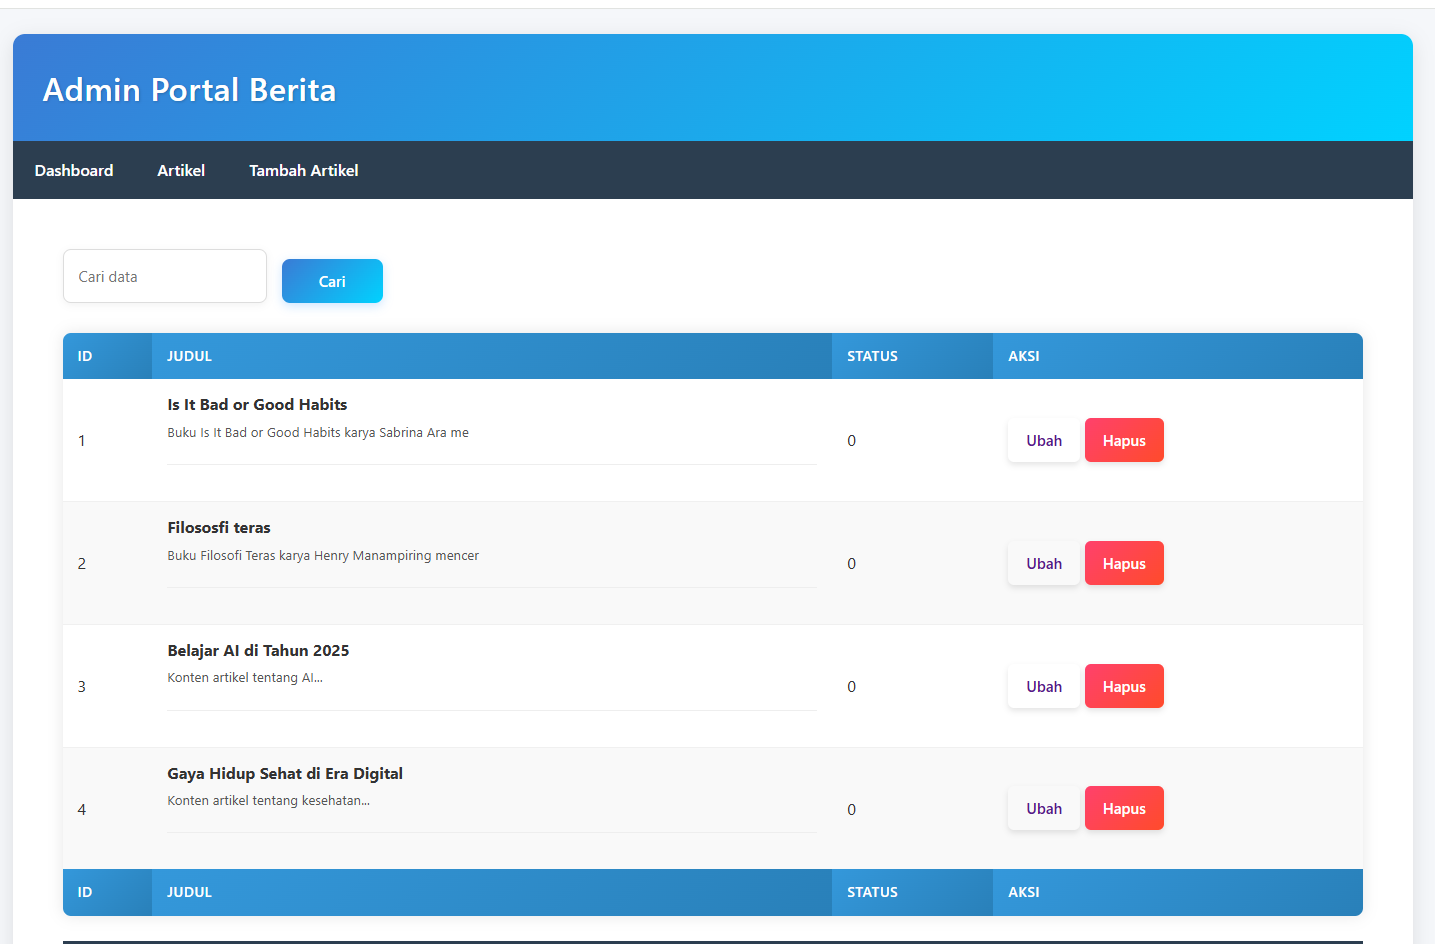 Admin Portal Berita
Dashboard Artikel Tambah Artikel
Cari data Cari
ID JUDUL STATUS AKSI
Is It Bad or Good Habits
Buku Is It Bad or Good Habits karya Sabrina Ara me
1 0 Ubah Hapus
Filososfi teras
Buku Filosofi Teras karya Henry Manampiring mencer
2 0 Ubah Hapus
Belajar AI di Tahun 2025
Konten artikel tentang AI...
3 0 Ubah Hapus
Gaya Hidup Sehat di Era Digital
Konten artikel tentang kesehatan...
4 0 Ubah Hapus
ID JUDUL STATUS AKSI